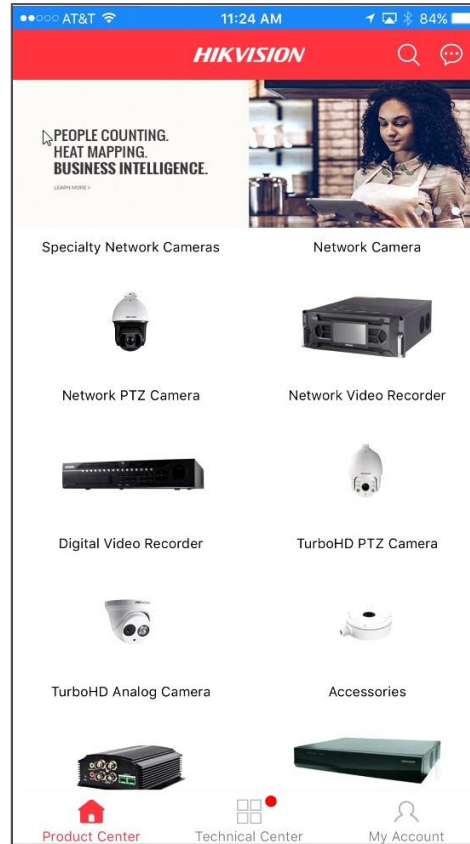 AT&T 11:24 AM 84%
HIKVISION
PEOPLE COUNTING.
HEAT MAPPING.
BUSINESS INTELLIGENCE.
LEARN MORE >
Specialty Network Cameras Network Camera
Network PTZ Camera Network Video Recorder
Digital Video Recorder TurboHD PTZ Camera
TurboHD Analog Camera Accessories
Product Center Technical Center My Account